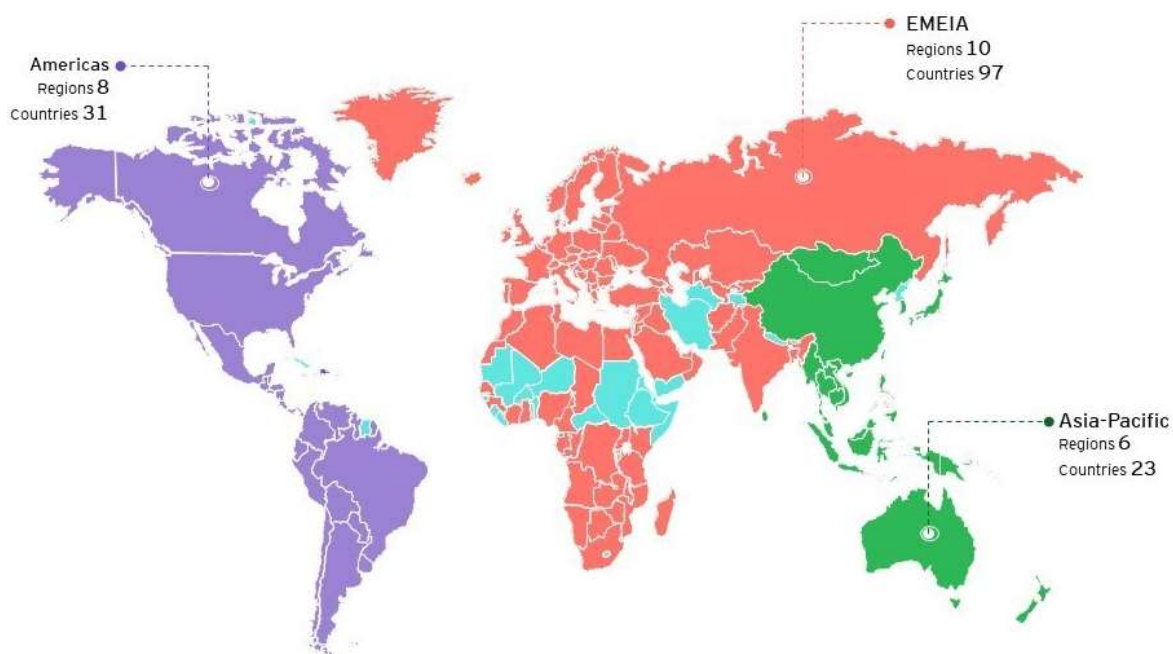 Americas
Regions 8
Countries 31
EMEIA
Regions 10
Countries 97
Asia-Pacific
Regions 6
Countries 23